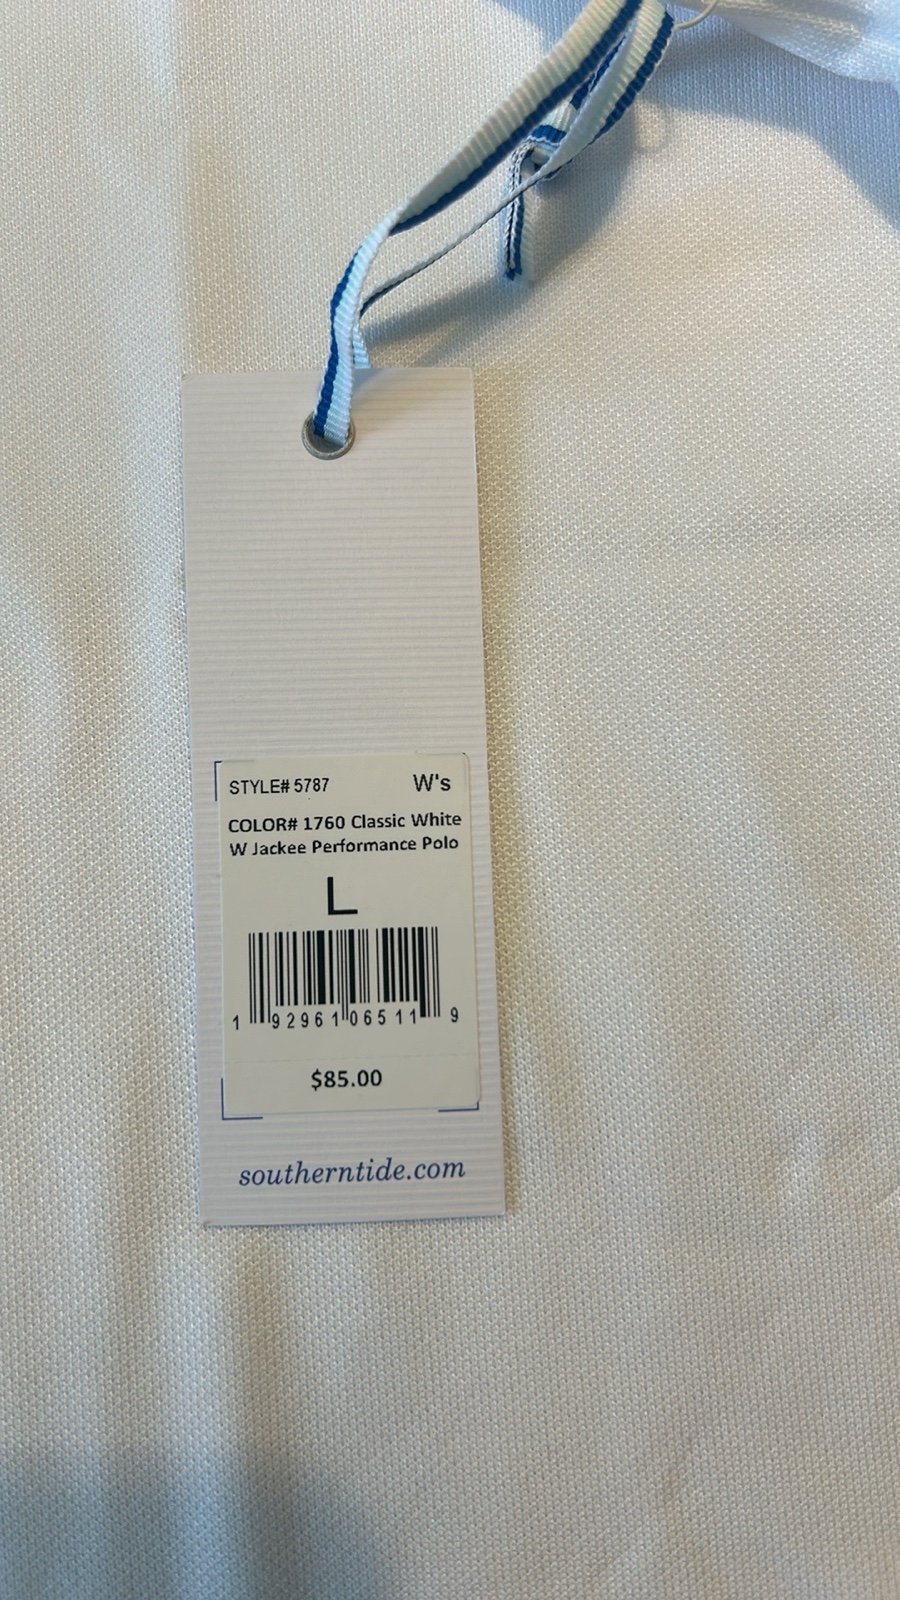 STYLE# 5787 W's
COLOR# 1760 Classic White
W Jackee Performance Polo
L
1 92961 06511 9
$85.00
southerntide.com